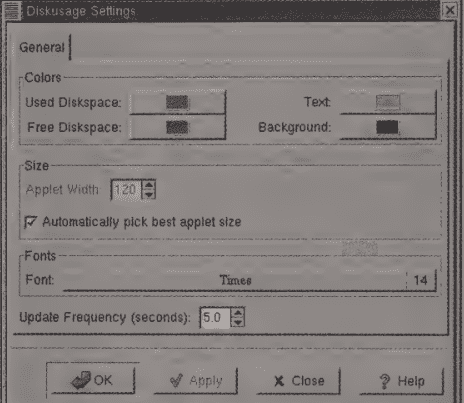 Diskusage Settings
General
Colors
Used Diskspace: Text:
Free Diskspace: Background:
Size
Applet Width 120
Automatically pick best applet size
Fonts
Font: Times 14
Update Frequency (seconds): 5.0
OK Apply Close Help